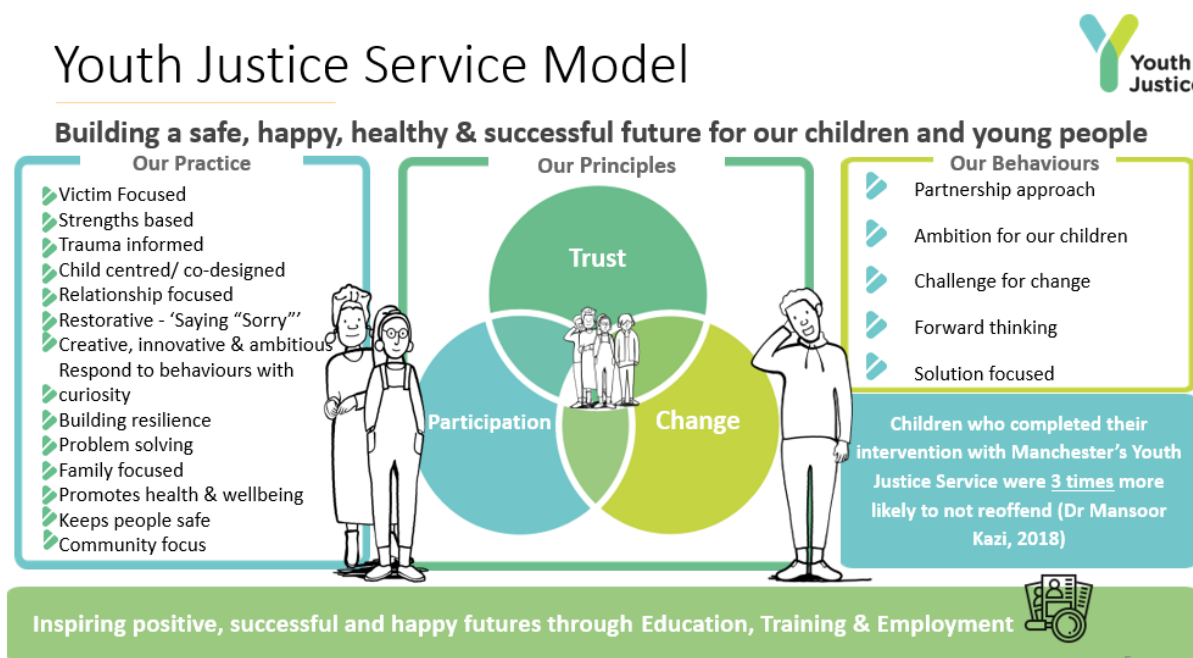 Youth Justice Service Model
Youth
Justice
Building a safe, happy, healthy & successful future for our children and young people
Our Practice
Victim Focused
Strengths based
Trauma informed
Child centred/ co-designed
Relationship focused
Restorative - ‘Saying “Sorry”’
Creative, innovative & ambitious
Respond to behaviours with
curiosity
Building resilience
Problem solving
Family focused
Promotes health & wellbeing
Keeps people safe
Community focus
Our Principles
Trust
Participation
Change
Our Behaviours
Partnership approach
Ambition for our children
Challenge for change
Forward thinking
Solution focused
Children who completed their
intervention with Manchester’s Youth
Justice Service were 3 times more
likely to not reoffend (Dr Mansoor
Kazi, 2018)
Inspiring positive, successful and happy futures through Education, Training & Employment